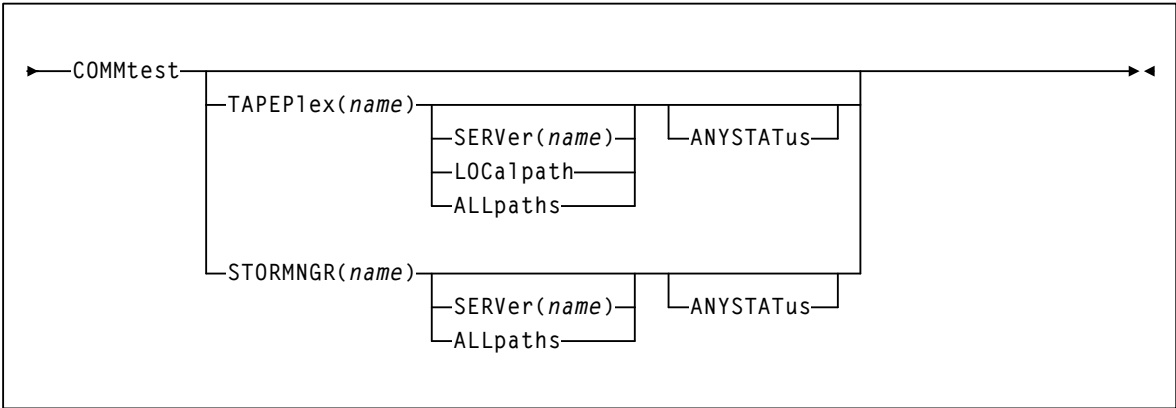 COMMtest
TAPEPlex(name)
SERVer(name)
ANYSTATus
LOCalpath
ALLpaths
STORMNGR(name)
SERVer(name)
ANYSTATus
ALLpaths